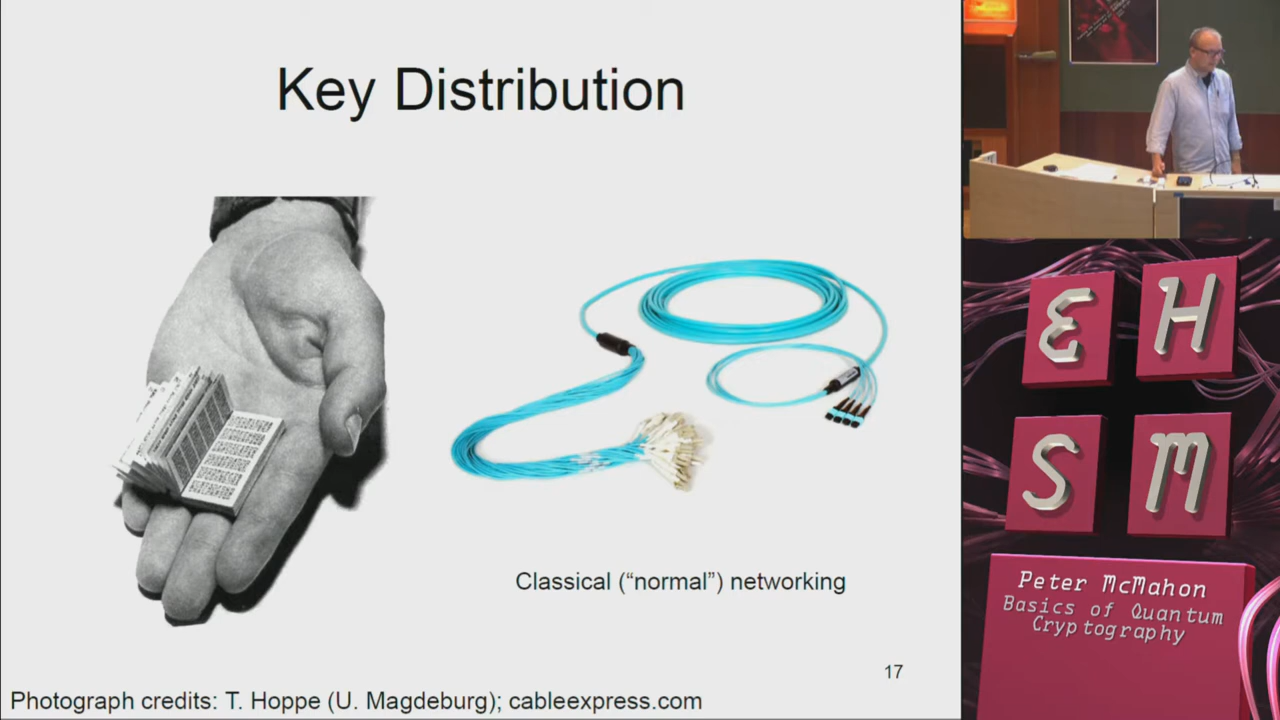 Key Distribution
Classical (“normal”) networking
17
Photograph credits: T. Hoppe (U. Magdeburg); cableexpress.com
E H
S M
Peter McMahon
Basics of Quantum
Cryptography